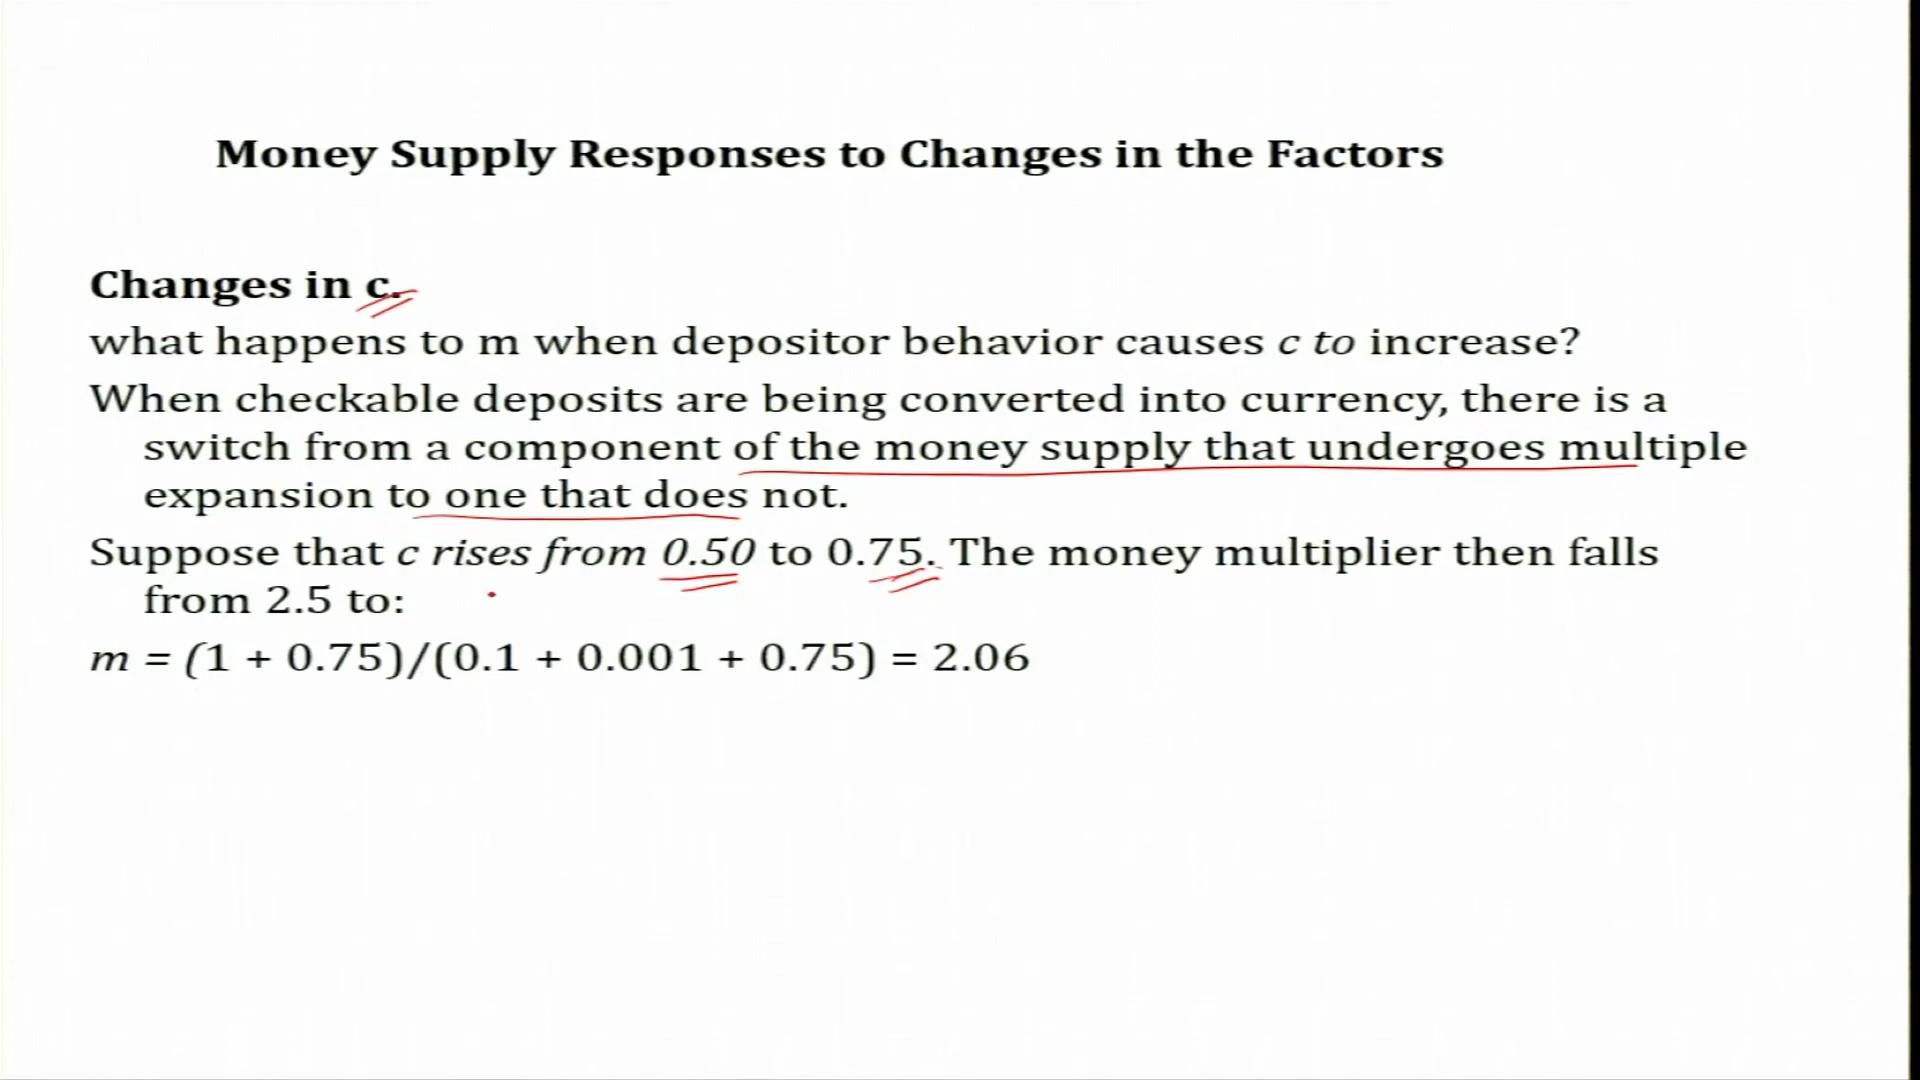 Money Supply Responses to Changes in the Factors
Changes in c.
what happens to m when depositor behavior causes c to increase?
When checkable deposits are being converted into currency, there is a
switch from a component of the money supply that undergoes multiple
expansion to one that does not.
Suppose that c rises from 0.50 to 0.75. The money multiplier then falls
from 2.5 to:
m = (1 + 0.75)/(0.1 + 0.001 + 0.75) = 2.06